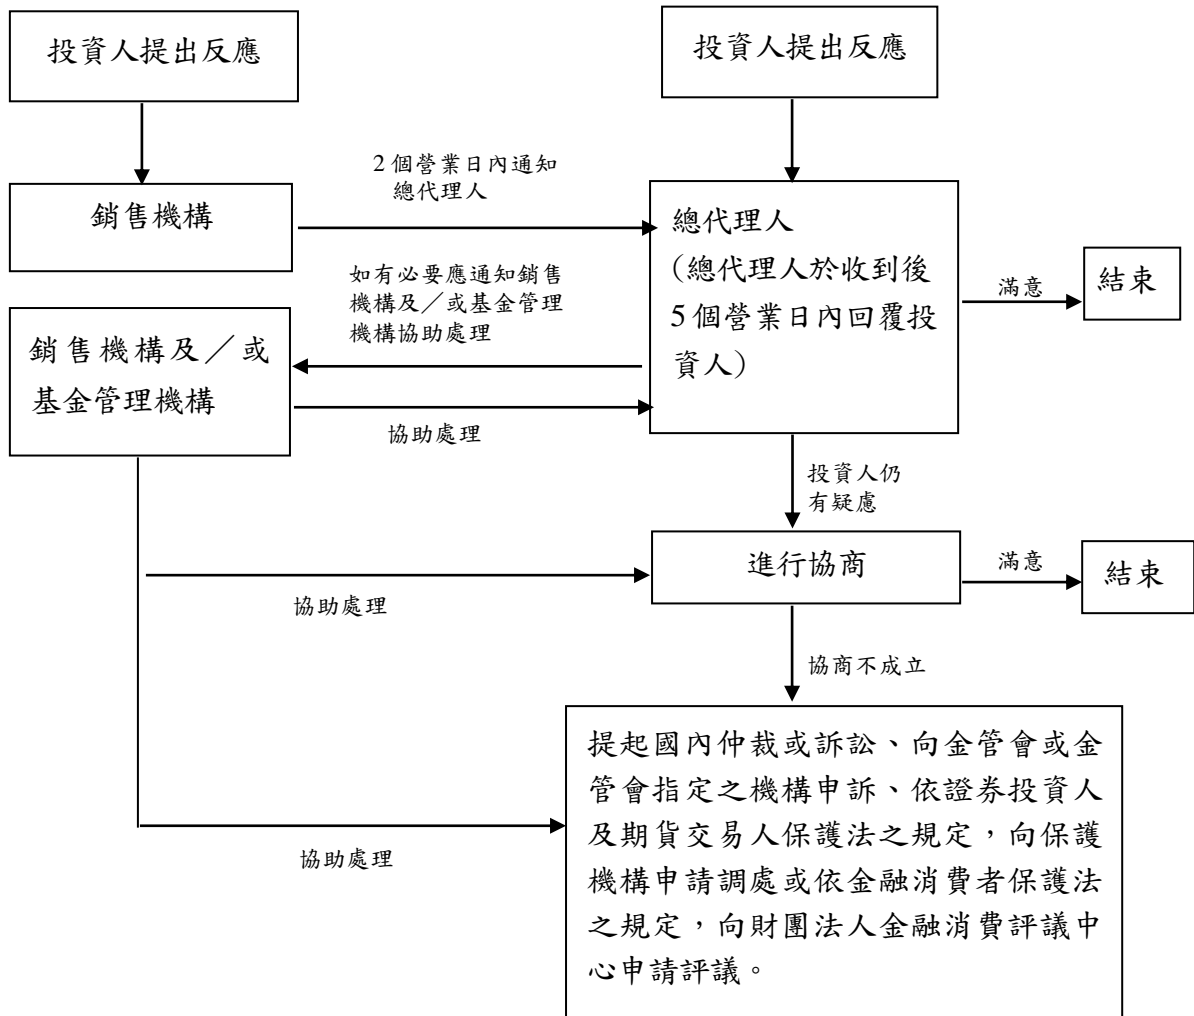 投資人提出反應
投資人提出反應
2 個營業日內通知
總代理人
銷售機構
總代理人
（總代理人於收到後
5 個營業日內回覆投
資人）
滿意
結束
如有必要應通知銷售
機構及／或基金管理
機構協助處理
銷售機構及／或
基金管理機構
協助處理
投資人仍
有疑慮
進行協商
滿意
結束
協助處理
協商不成立
提起國內仲裁或訴訟、向金管會或金
管會指定之機構申訴、依證券投資人
及期貨交易人保護法之規定，向保護
機構申請調處或依金融消費者保護法
之規定，向財團法人金融消費評議中
心申請評議。
協助處理